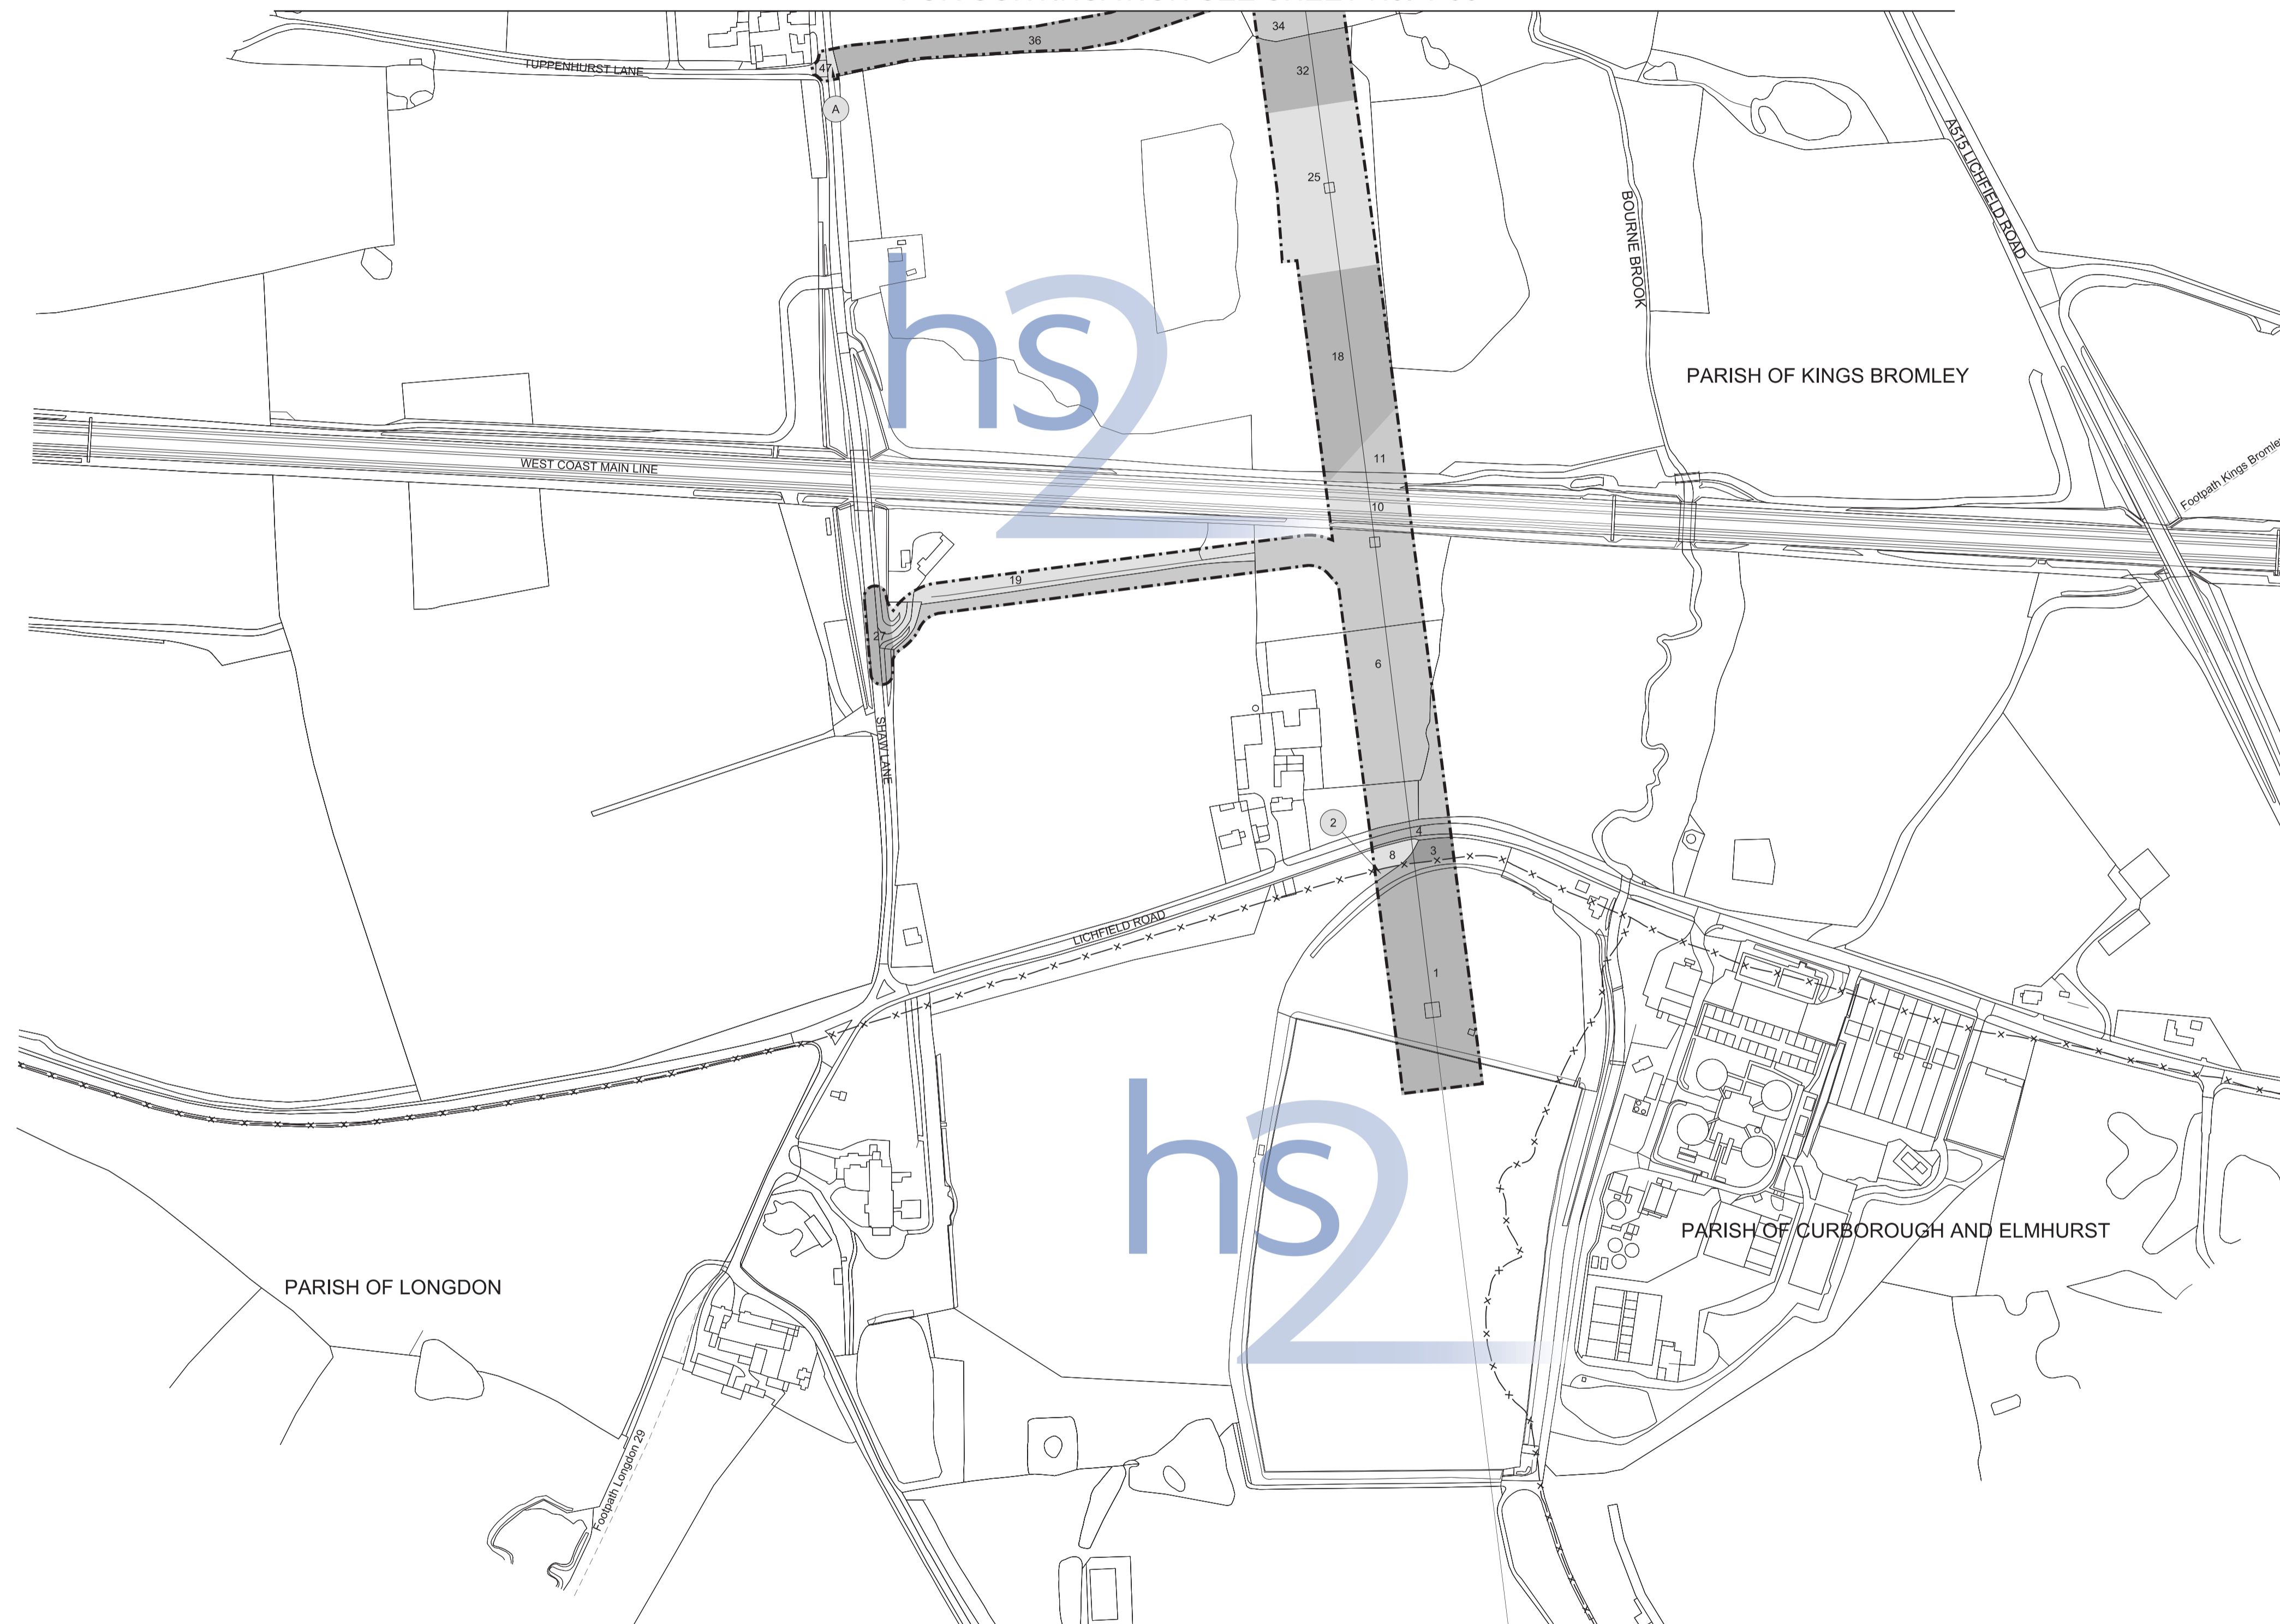 34
36
32
TUPPENHURST LANE
47
A
A515 LICHFIELD ROAD
25
BOURNE BROOK
hs2
18
PARISH OF KINGS BROMLEY
11
WEST COAST MAIN LINE
Footpath Kings Bromley
10
19
27
6
SHAW LANE
2
4
8
3
LICHFIELD ROAD
1
hs2
PARISH OF CURBOROUGH AND ELMHURST
PARISH OF LONGDON
Footpath Longdon 29